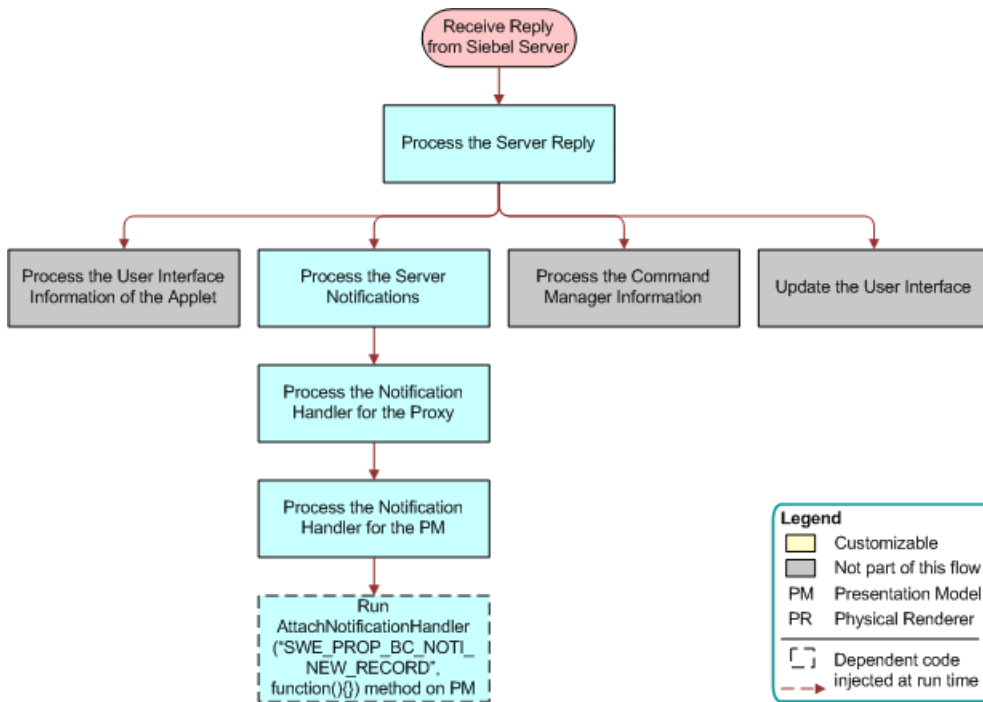 Receive Reply
from Siebel Server
Process the Server Reply
Process the User Interface
Information of the Applet
Process the Server
Notifications
Process the Command
Manager Information
Update the User Interface
Process the Notification
Handler for the Proxy
Process the Notification
Handler for the PM
Run
AttachNotificationHandler
("SWE_PROP_BC_NOTI_
NEW_RECORD",
function(){}) method on PM
Legend
Customizable
Not part of this flow
PM Presentation Model
PR Physical Renderer
Dependent code
injected at run time